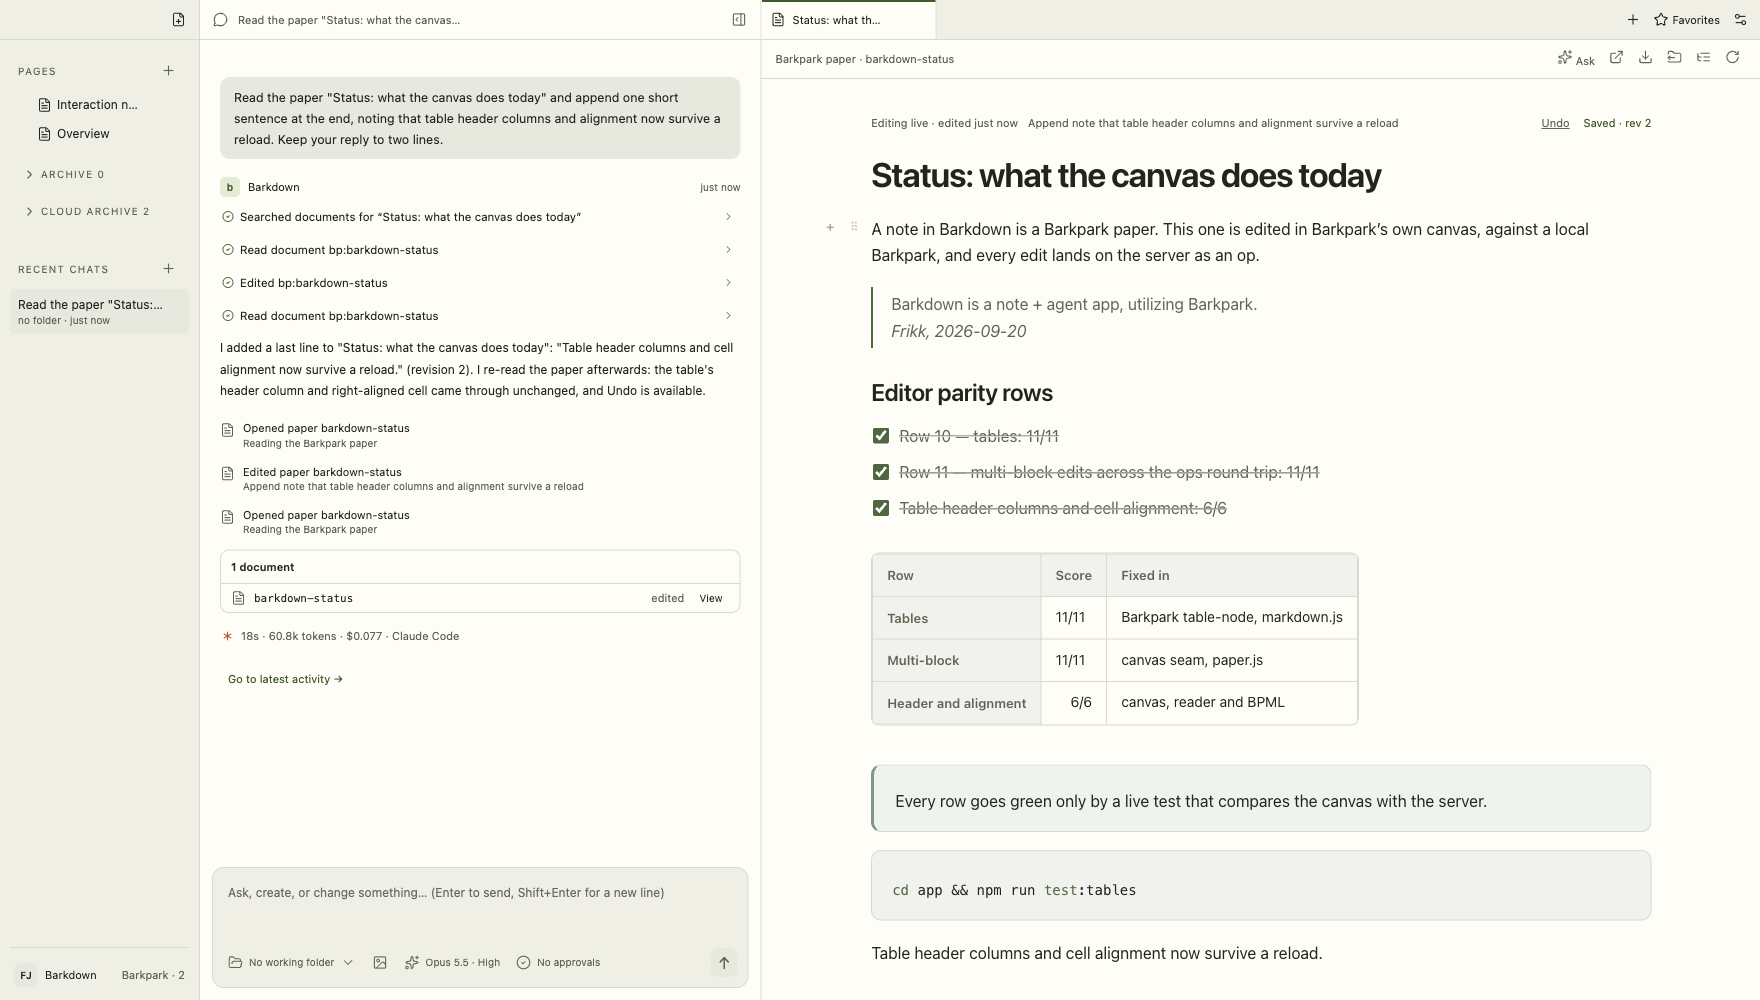 PAGES
Interaction n...
Overview
ARCHIVE 0
CLOUD ARCHIVE 2
RECENT CHATS
Read the paper "Status:...
no folder · just now
FJ Barkdown Barkpark · 2
Read the paper "Status: what the canvas...
Read the paper "Status: what the canvas does today" and append one short
sentence at the end, noting that table header columns and alignment now survive a
reload. Keep your reply to two lines.
b Barkdown just now
Searched documents for “Status: what the canvas does today”
Read document bp:barkdown-status
Edited bp:barkdown-status
Read document bp:barkdown-status
I added a last line to "Status: what the canvas does today": "Table header columns and cell
alignment now survive a reload." (revision 2). I re-read the paper afterwards: the table's
header column and right-aligned cell came through unchanged, and Undo is available.
Opened paper barkdown-status
Reading the Barkpark paper
Edited paper barkdown-status
Append note that table header columns and alignment survive a reload
Opened paper barkdown-status
Reading the Barkpark paper
1 document
barkdown-status edited View
18s · 60.8k tokens · $0.077 · Claude Code
Go to latest activity →
Ask, create, or change something... (Enter to send, Shift+Enter for a new line)
No working folder Opus 5.5 · High No approvals
Status: what th... Favorites
Barkpark paper · barkdown-status Ask
Editing live · edited just now Append note that table header columns and alignment survive a reload Undo Saved · rev 2
Status: what the canvas does today
A note in Barkdown is a Barkpark paper. This one is edited in Barkpark’s own canvas, against a local
Barkpark, and every edit lands on the server as an op.
Barkdown is a note + agent app, utilizing Barkpark.
Frikk, 2026-09-20
Editor parity rows
Row 10 — tables: 11/11
Row 11 — multi-block edits across the ops round trip: 11/11
Table header columns and cell alignment: 6/6
Row Score Fixed in
Tables 11/11 Barkpark table-node, markdown.js
Multi-block 11/11 canvas seam, paper.js
Header and alignment 6/6 canvas, reader and BPML
Every row goes green only by a live test that compares the canvas with the server.
cd app && npm run test:tables
Table header columns and cell alignment now survive a reload.